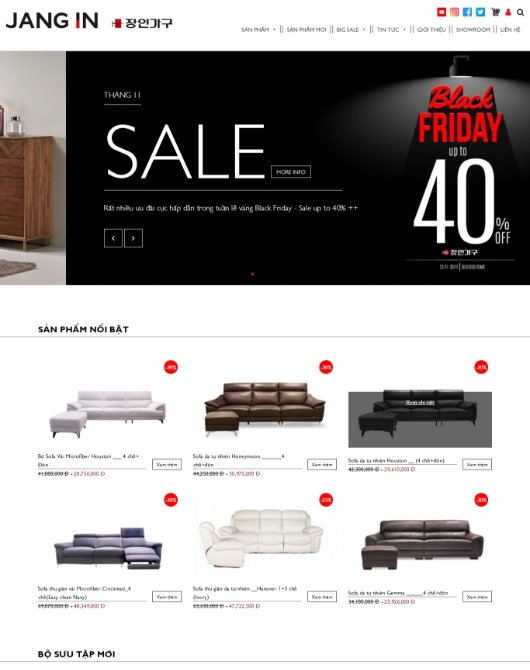 JANG IN 장인가구
SẢN PHẨM SẢN PHẨM MỚI BIG SALE TIN TỨC GIỚI THIỆU SHOWROOM LIÊN HỆ
THÁNG 11
SALE
MORE INFO
Rất nhiều ưu đãi cực hấp dẫn trong tuần lễ vàng Black Friday - Sale up to 40% ++
Black
FRIDAY
up to
40%
OFF
장인가구
SẢN PHẨM NỔI BẬT
-30% -30% -30%
Xem chi tiết
Bộ Sofa Vải Microfiber Houston __ 4 chỗ+
Đôn
41,080,000 Đ - 28,756,000 Đ
Xem thêm
Sofa da tự nhiên Honeymoon ______4
chỗ+đôn
44,250,000 Đ - 30,975,000 Đ
Xem thêm
Sofa da tự nhiên Houston __ (4 chỗ+đôn)
42,300,000 Đ - 29,610,000 Đ
Xem thêm
-30% -25% -30%
Sofa thư giãn vải Microfiber Cincinnati_4
chỗ(Easy clean Navy)
69,070,000 Đ - 48,349,000 Đ
Xem thêm
Sofa thư giãn da tự nhiên __Hanover 1+3 chỗ
(Ivory)
63,630,000 Đ - 47,722,500 Đ
Xem thêm
Sofa da tự nhiên Gemma ______4 chỗ+đôn
34,180,000 Đ - 23,926,000 Đ
Xem thêm
BỘ SƯU TẬP MỚI